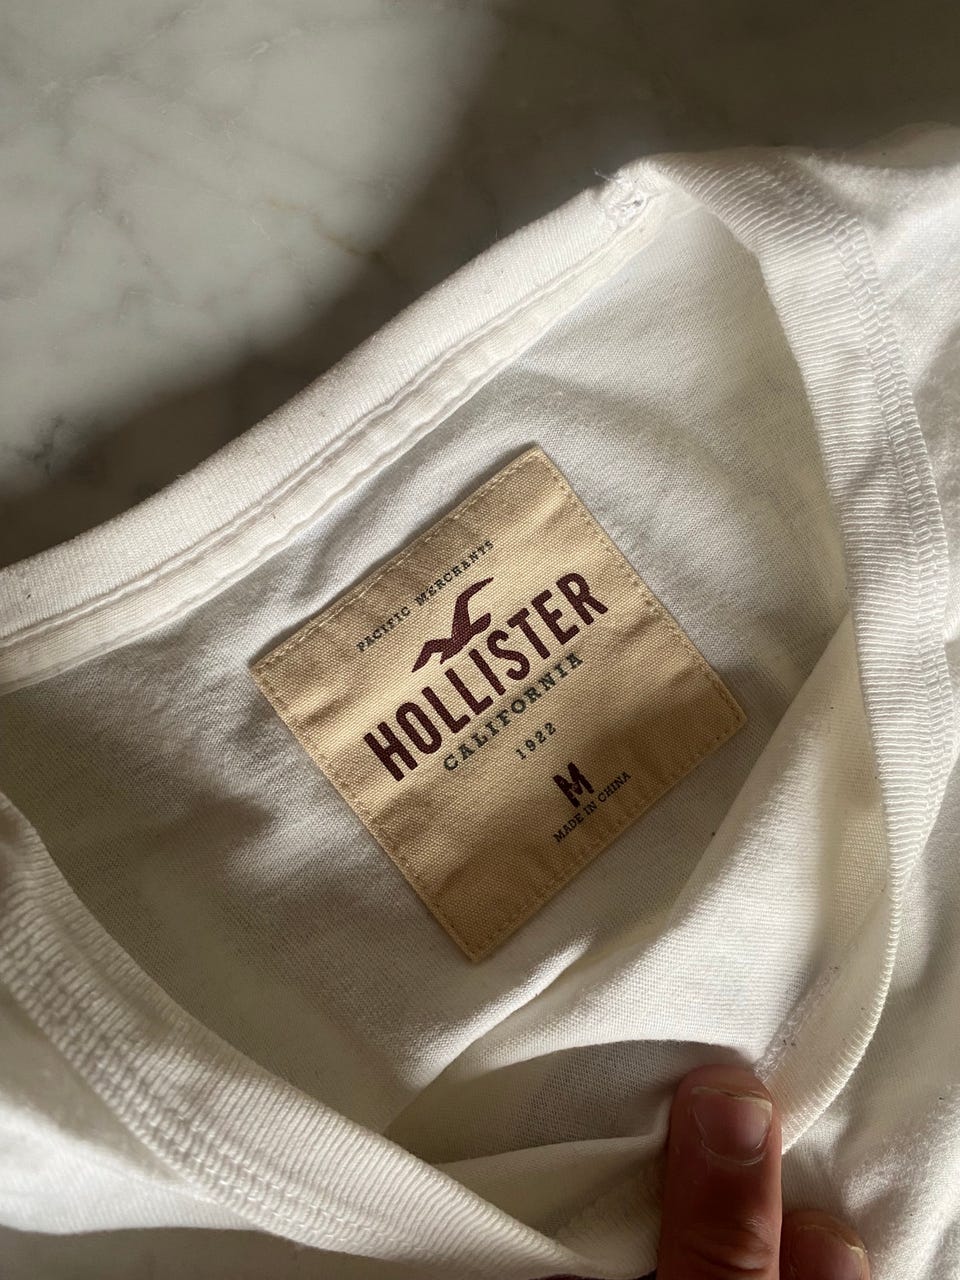 PACIFIC MERCHANTS
HOLLISTER
CALIFORNIA
1922
M
MADE IN CHINA